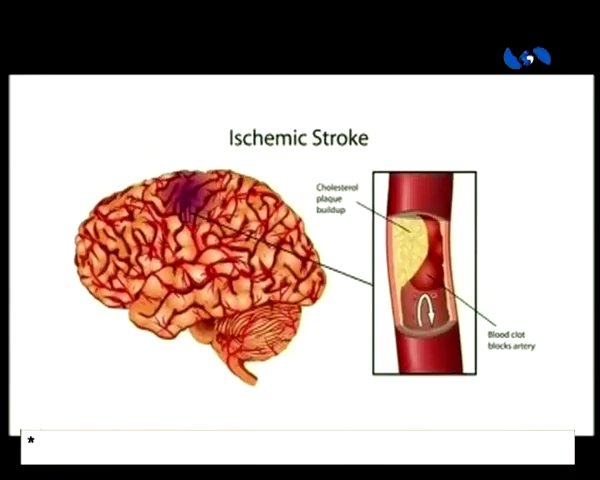 Ischemic Stroke
Cholesterol
plaque
buildup
Blood clot
blocks artery
*